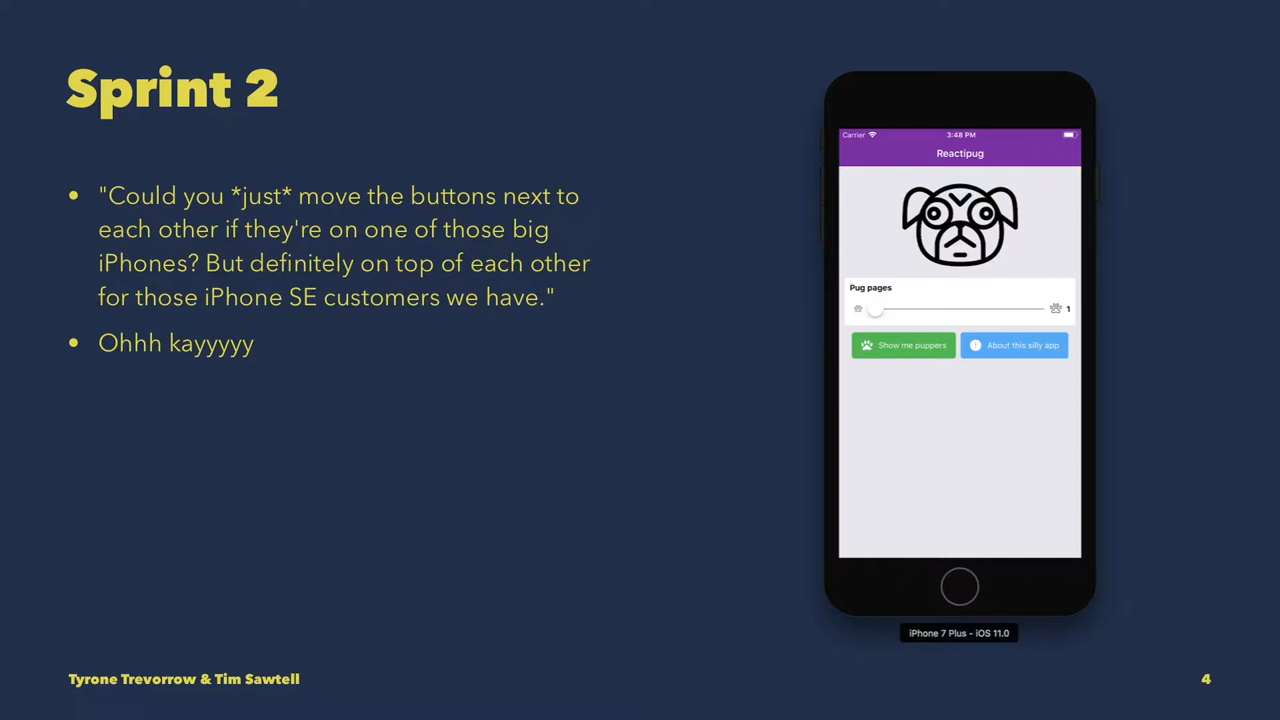 Sprint 2
• "Could you *just* move the buttons next to
each other if they're on one of those big
iPhones? But definitely on top of each other
for those iPhone SE customers we have."
• Ohhh kayyyyy
Carrier 3:48 PM
Reactipug
Pug pages
1
Show me puppers About this silly app
iPhone 7 Plus - iOS 11.0
Tyrone Trevorrow & Tim Sawtell 4